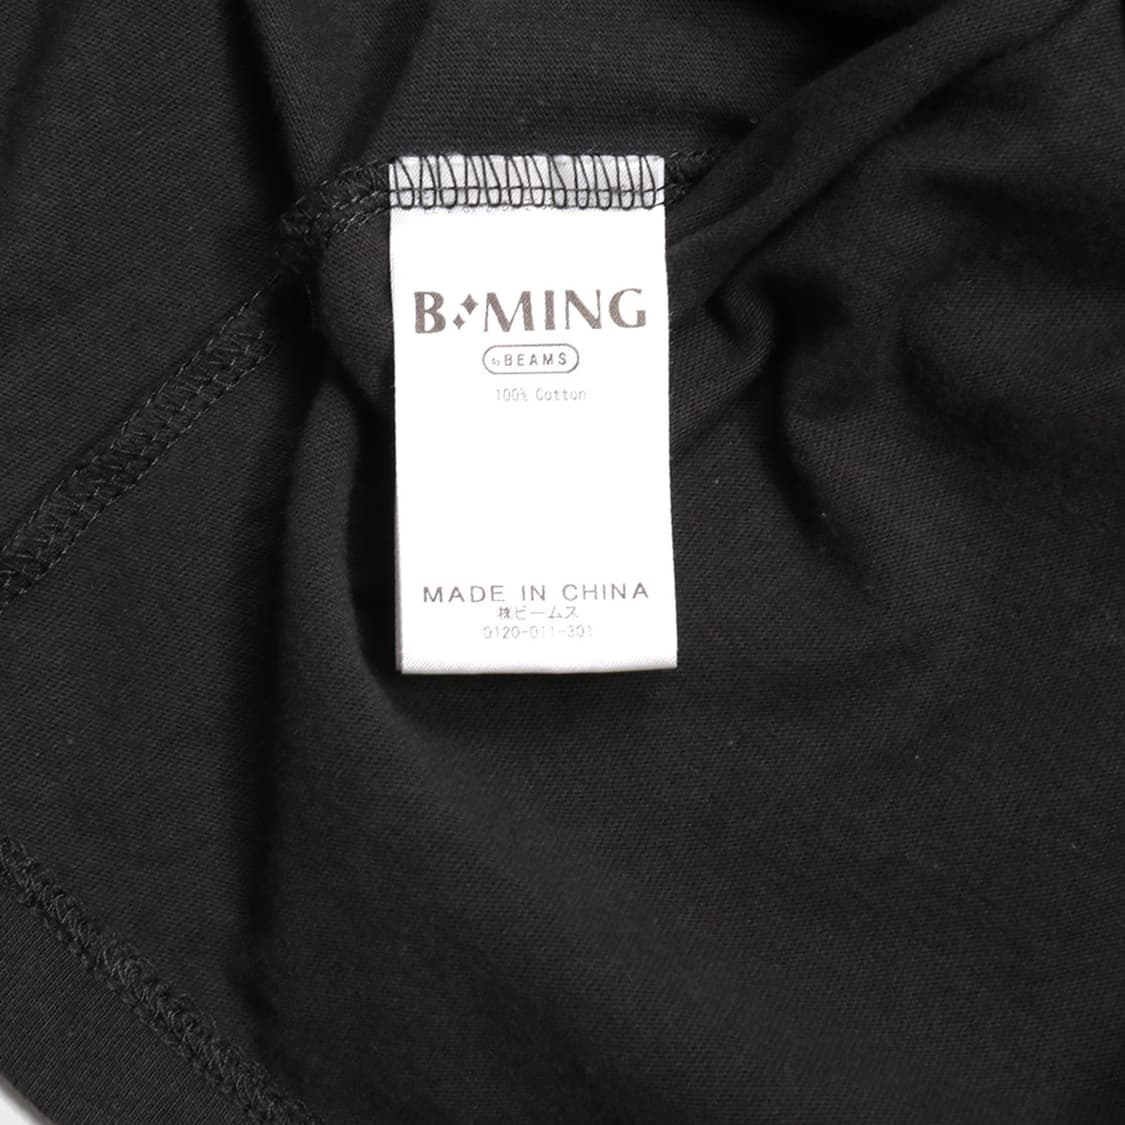 B:MING
by BEAMS
100% Cotton
MADE IN CHINA
株ビームス
0120-011-301